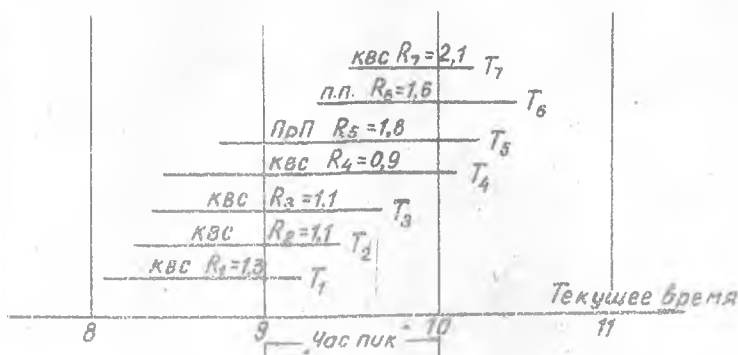 квс R₇=2,1 T₇
п.п. R₆=1,6 T₆
ПрП R₅=1,8 T₅
квс R₄=0,9 T₄
квс R₃=1.1 T₃
квс R₂=1,1 T₂
квс R₁=1,3 T₁
Текущее время
8 9 10 11
Час пик